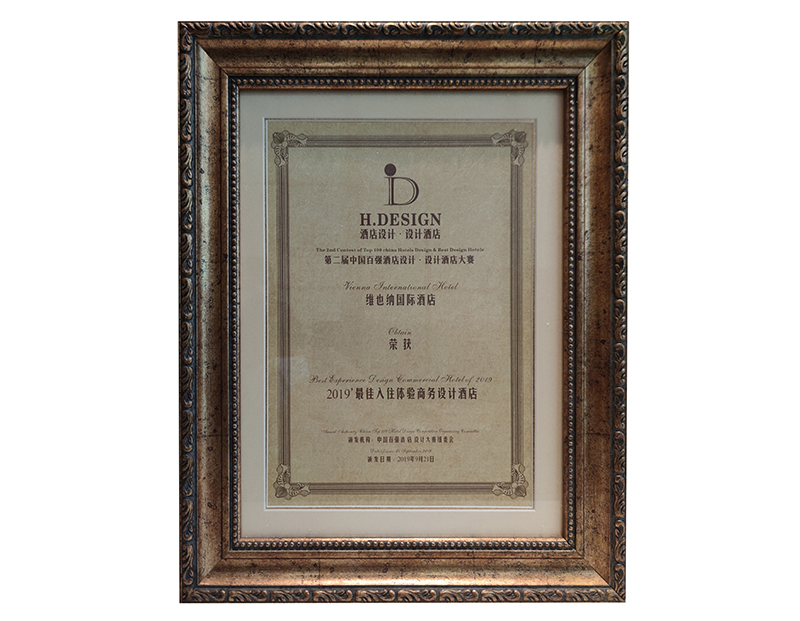 D
H.DESIGN
酒店设计·设计酒店
The 2nd Contest of Top 100 china Hotels Design & Best Design Hotels
第二届中国百强酒店设计·设计酒店大赛
Vienna International Hotel
维也纳国际酒店
Obtain
荣获
Best Experience Design Commercial Hotel of 2019
2019'最佳入住体验商务设计酒店
颁发机构：中国百强酒店设计大赛组委会
颁发日期：2019年9月21日